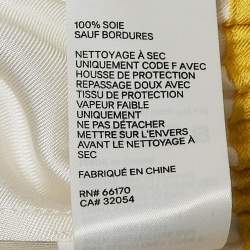 100% SOIE
SAUF BORDURES
NETTOYAGE À SEC
UNIQUEMENT CODE F AVEC
HOUSSE DE PROTECTION
REPASSAGE DOUX AVEC
TISSU DE PROTECTION
VAPEUR FAIBLE
UNIQUEMENT
NE PAS DÉTACHER
METTRE SUR L'ENVERS
AVANT LE NETTOYAGE À
SEC
FABRIQUÉ EN CHINE
RN# 66170
CA# 32054